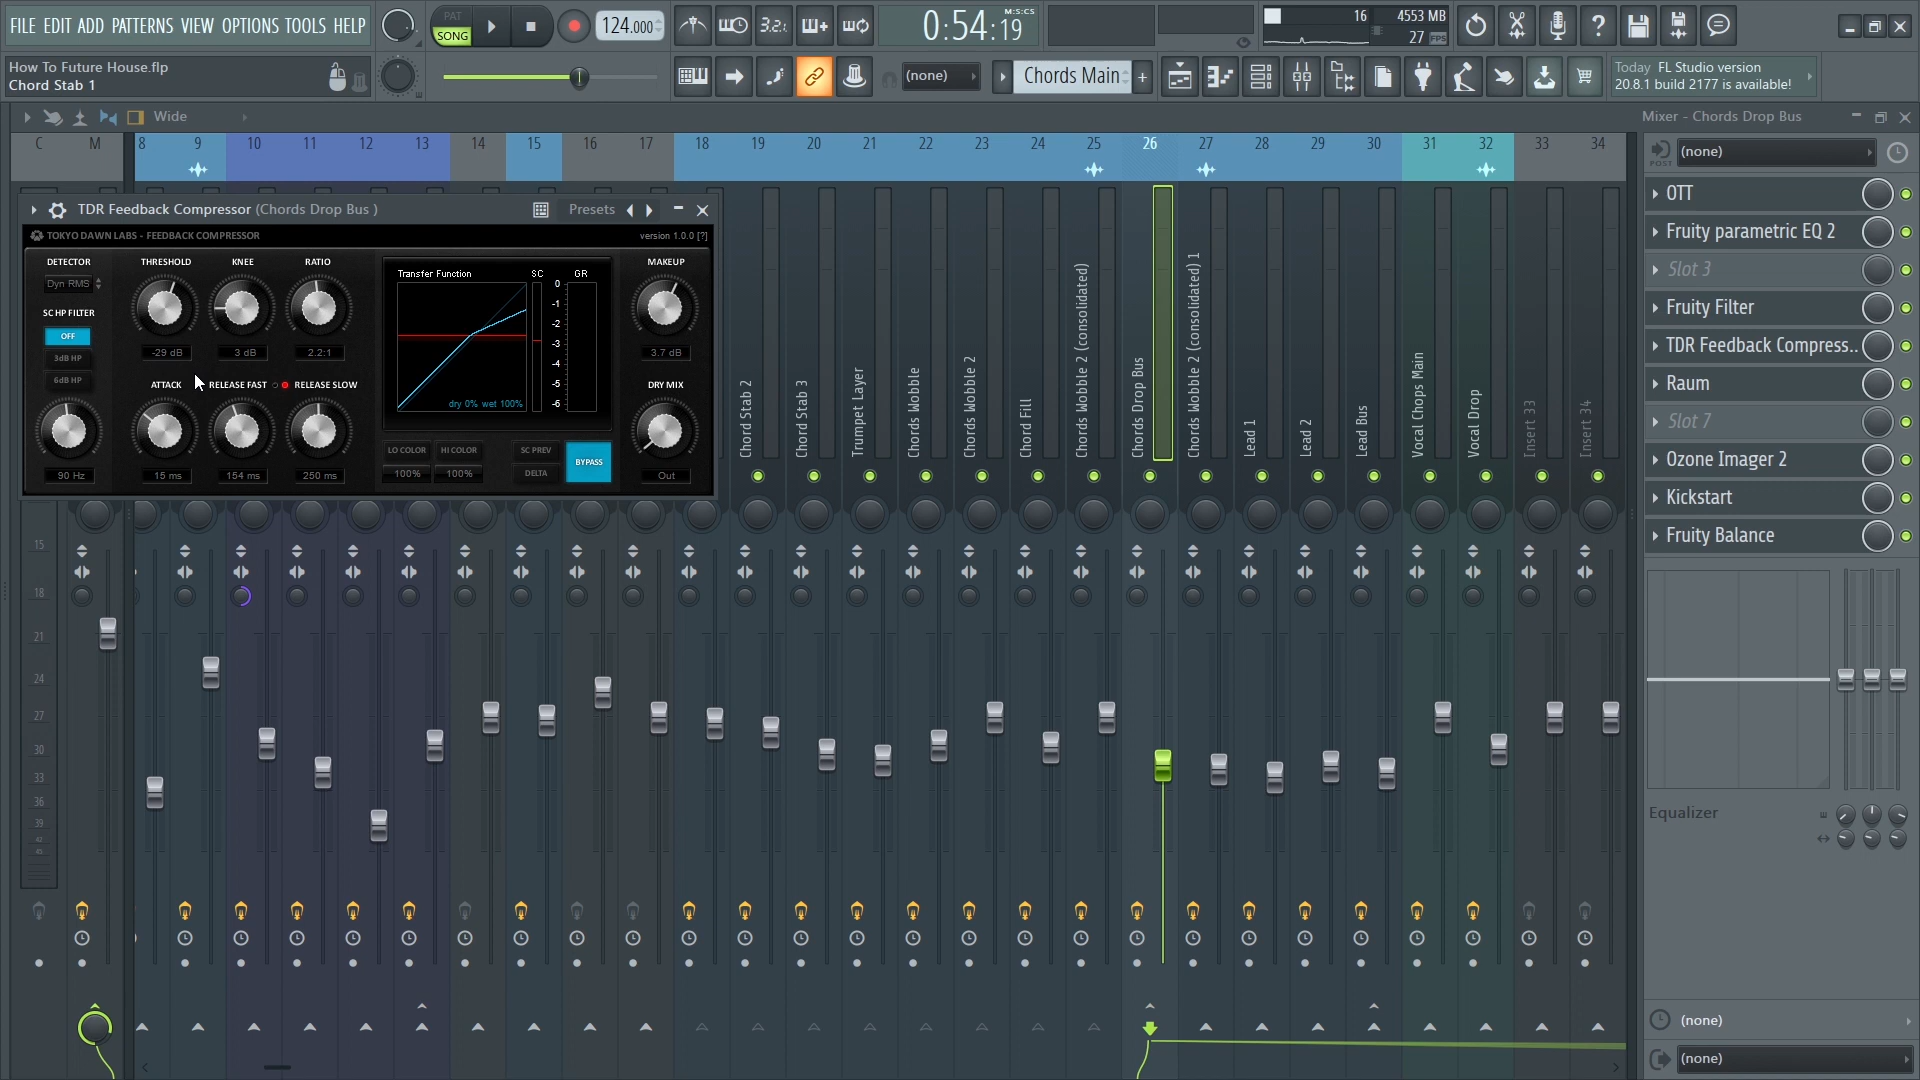 FILE EDIT ADD PATTERNS VIEW OPTIONS TOOLS HELP
PAT
SONG
124.000
3.2.
0:54:19
M:S:CS
16
4553 MB
27
FPS
How To Future House.flp
Chord Stab 1
(none)
Chords Main
Today FL Studio version
20.8.1 build 2177 is available!
Wide
Mixer - Chords Drop Bus
C M 8 9 10 11 12 13 14 15 16 17 18 19 20 21 22 23 24 25 26 27 28 29 30 31 32 33 34
POST
(none)
TDR Feedback Compressor (Chords Drop Bus )
Presets
TOKYO DAWN LABS - FEEDBACK COMPRESSOR
version 1.0.0 [?]
DETECTOR
Dyn RMS
SC HP FILTER
OFF
3dB HP
6dB HP
90 Hz
THRESHOLD
-29 dB
KNEE
3 dB
RATIO
2.2:1
ATTACK
15 ms
RELEASE FAST
154 ms
RELEASE SLOW
250 ms
Transfer Function
SC
GR
0
-1
-2
-3
-4
-5
-6
dry 0% wet 100%
LO COLOR
100%
HI COLOR
100%
SC PREV
DELTA
BYPASS
MAKEUP
3.7 dB
DRY MIX
Out
Chord Stab 2
Chord Stab 3
Trumpet Layer
Chords Wobble
Chords Wobble 2
Chord Fill
Chords Wobble 2 (consolidated)
Chords Drop Bus
Chords Wobble 2 (consolidated) 1
Lead 1
Lead 2
Lead Bus
Vocal Chops Main
Vocal Drop
Insert 33
Insert 34
15
18
21
24
27
30
33
36
39
42
45
OTT
Fruity parametric EQ 2
Slot 3
Fruity Filter
TDR Feedback Compress..
Raum
Slot 7
Ozone Imager 2
Kickstart
Fruity Balance
Equalizer
(none)
(none)